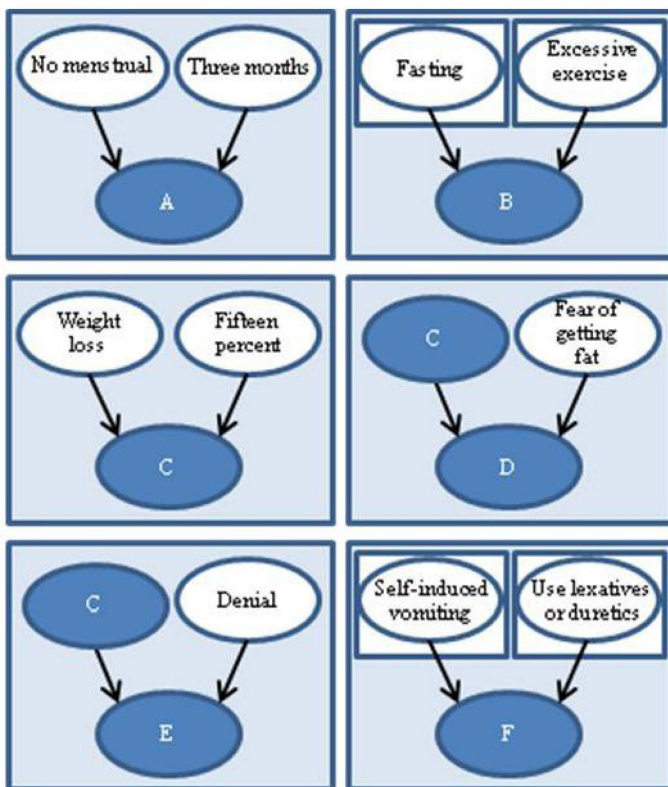 No menstrual
Three months
A
Fasting
Excessive
exercise
B
Weight
loss
Fifteen
percent
C
C
Fear of
getting
fat
D
C
Denial
E
Self-induced
vomiting
Use lexatives
or duretics
F